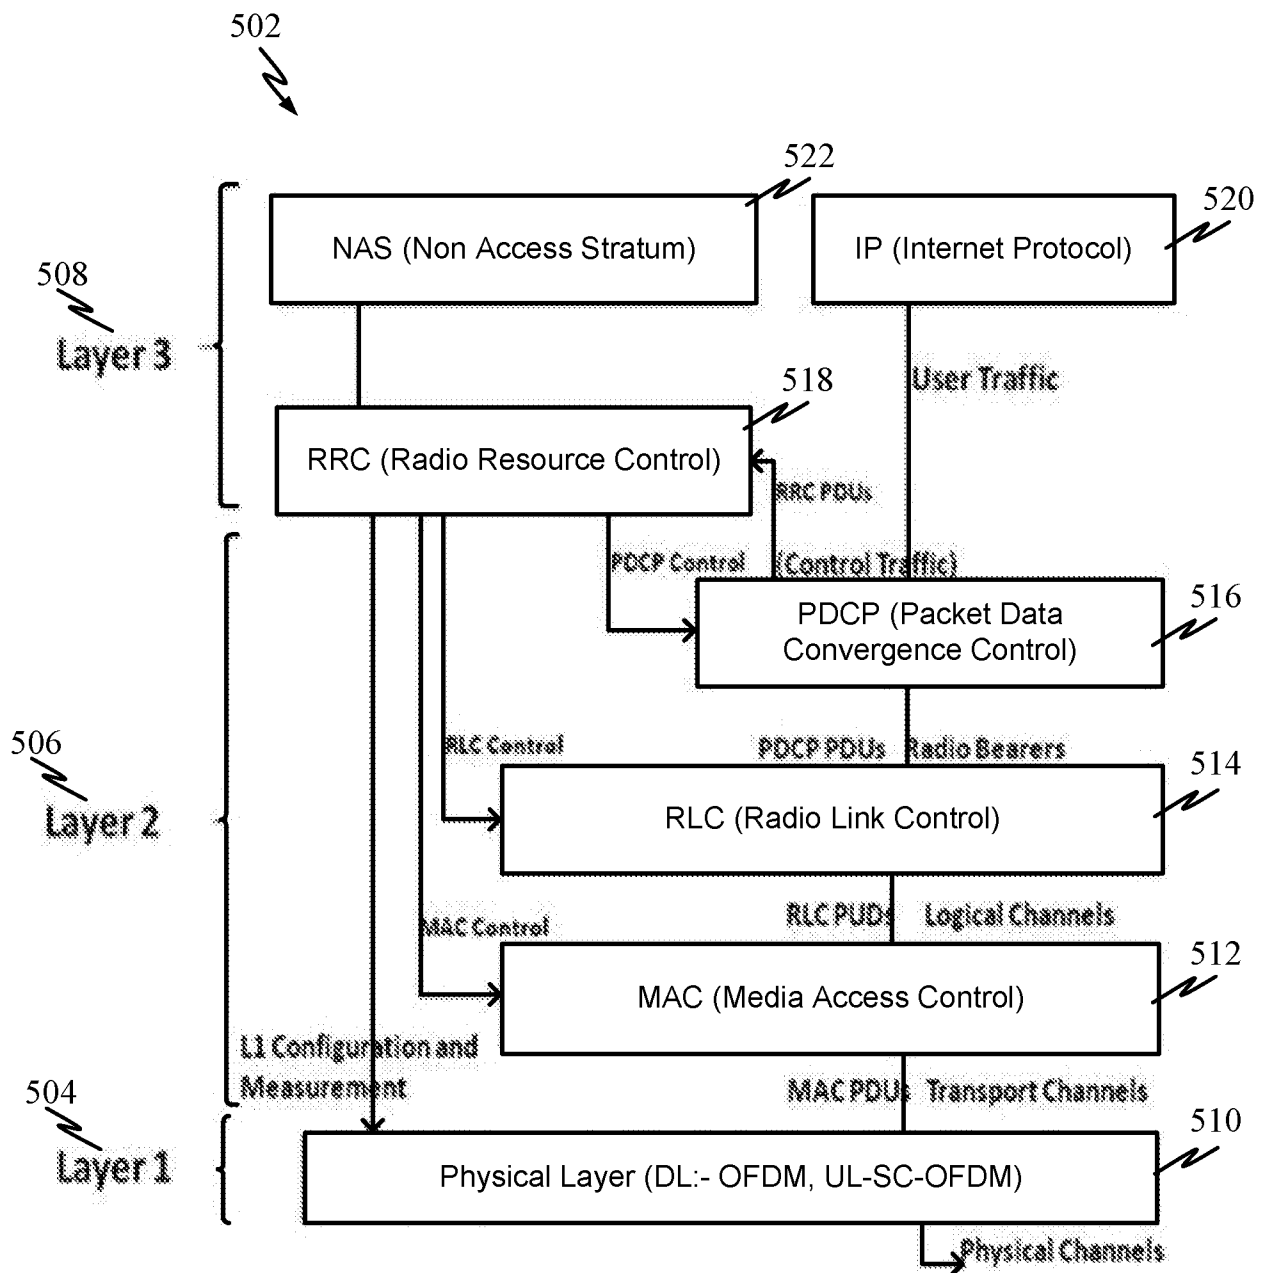 502
522
520
NAS (Non Access Stratum)
IP (Internet Protocol)
508
Layer 3
User Traffic
518
RRC (Radio Resource Control)
RRC PDUs
PDCP Control
(Control Traffic)
516
PDCP (Packet Data
Convergence Control)
506
Layer 2
RLC Control
PDCP PDUs
Radio Bearers
514
RLC (Radio Link Control)
RLC PUDs
Logical Channels
MAC Control
512
MAC (Media Access Control)
L1 Configuration and
Measurement
MAC PDUs
Transport Channels
504
Layer 1
510
Physical Layer (DL:- OFDM, UL-SC-OFDM)
Physical Channels